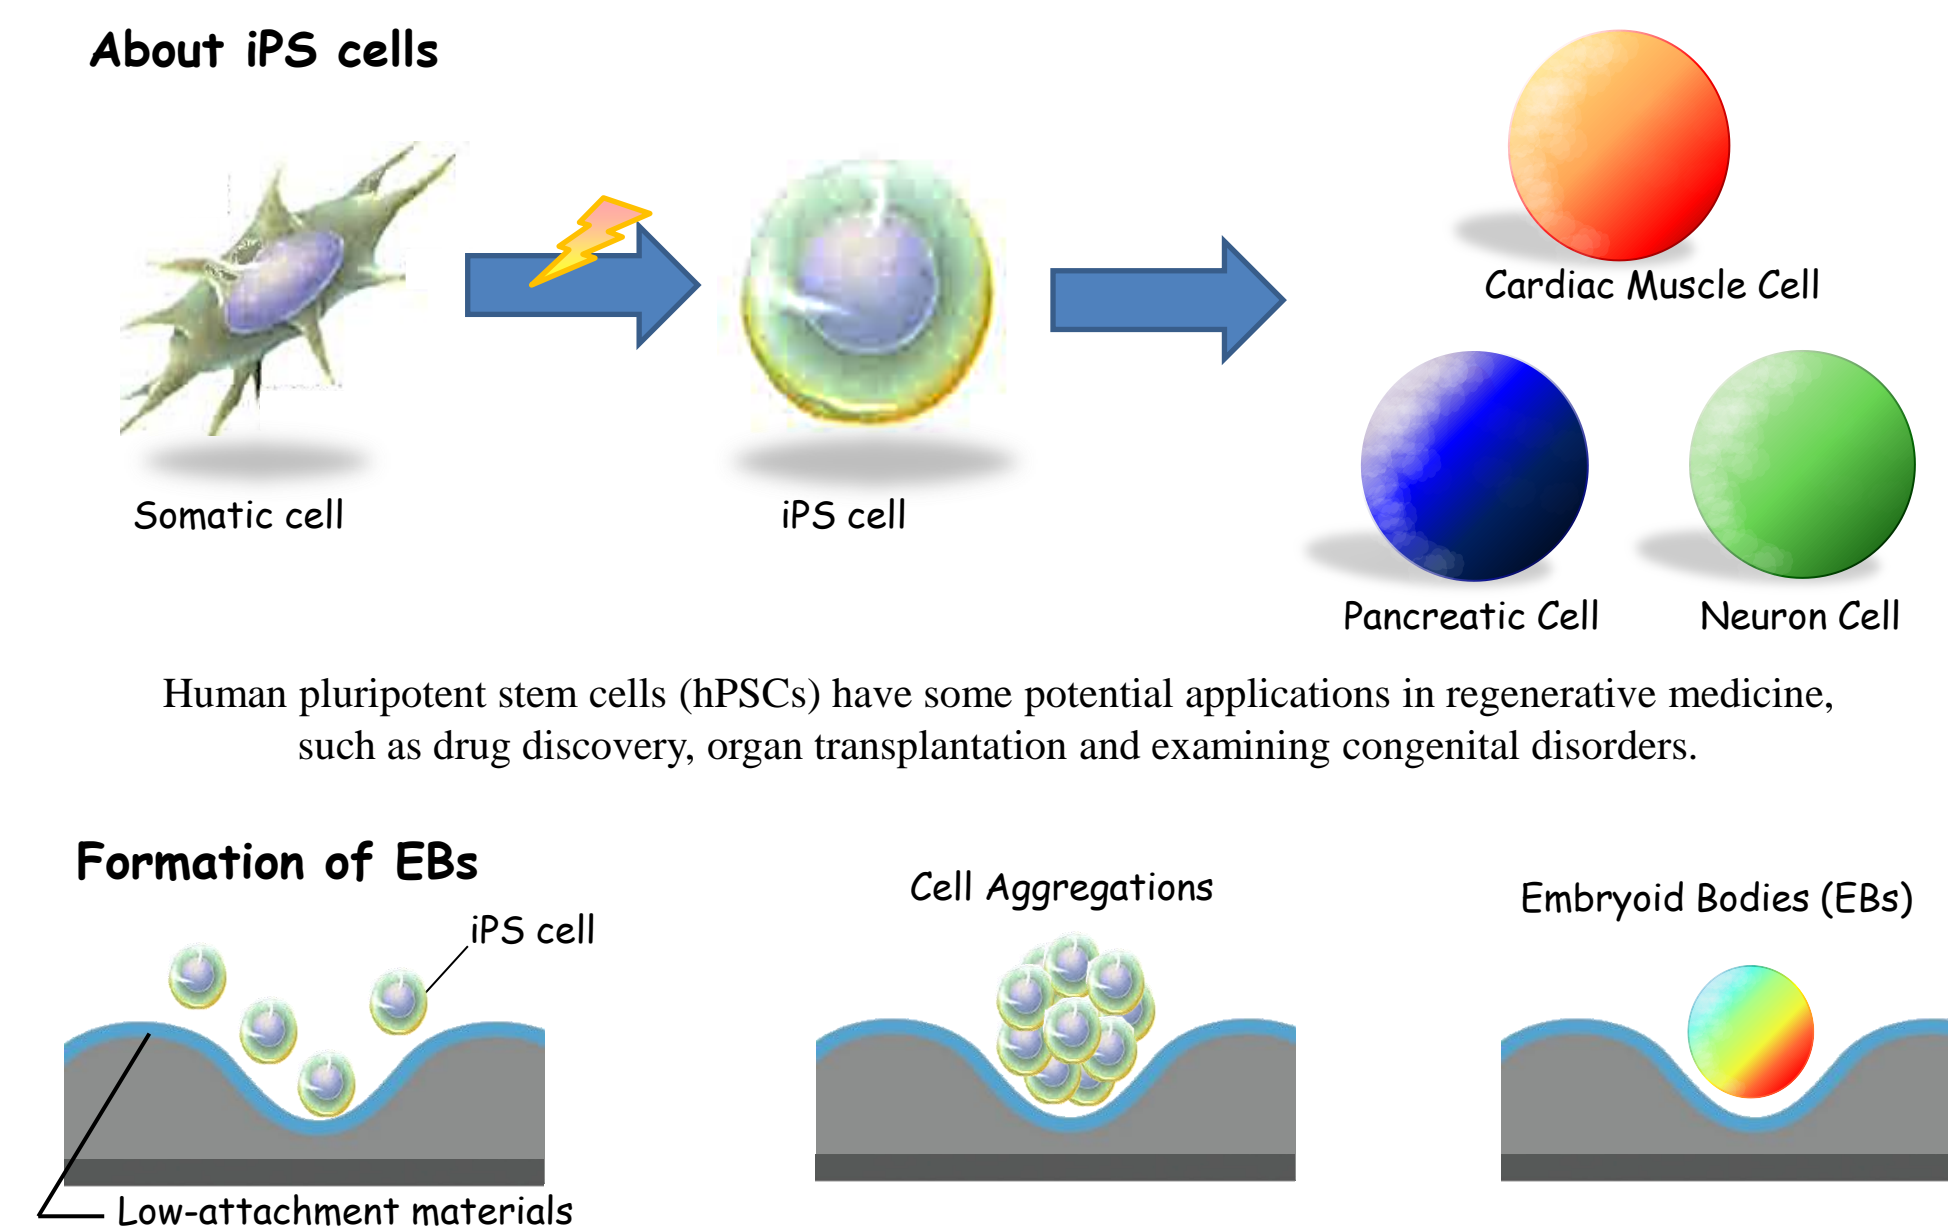 About iPS cells
Somatic cell
iPS cell
Cardiac Muscle Cell
Pancreatic Cell
Neuron Cell
Human pluripotent stem cells (hPSCs) have some potential applications in regenerative medicine,
such as drug discovery, organ transplantation and examining congenital disorders.
Formation of EBs
iPS cell
Low-attachment materials
Cell Aggregations
Embryoid Bodies (EBs)